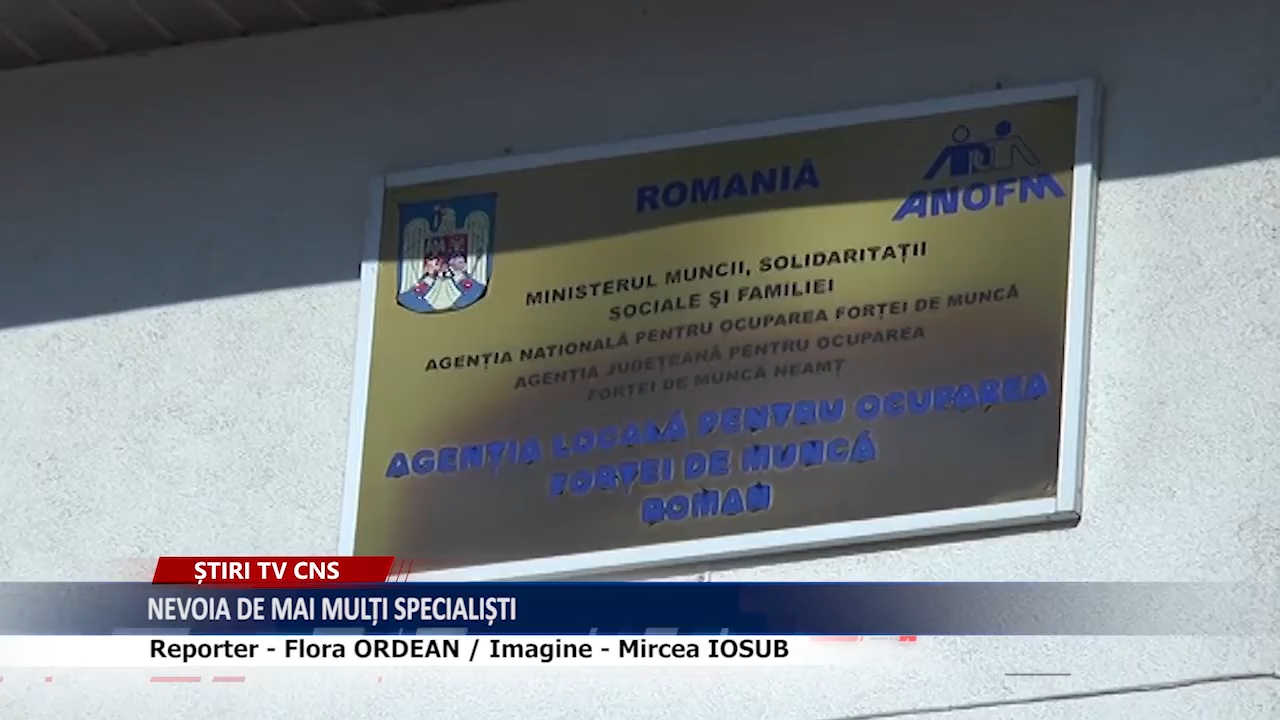 ROMANIA
ANOFM
MINISTERUL MUNCII, SOLIDARITAȚII
SOCIALE ŞI FAMILIEI
AGENȚIA NATIONALĂ PENTRU OCUPAREA FORȚEI DE MUNCĂ
AGENȚIA JUDEȚEANĂ PENTRU OCUPAREA
FORȚEI DE MUNCĂ NEAMȚ
AGENȚIA LOCALĂ PENTRU OCUPAREA
FORȚEI DE MUNCĂ
ROMAN
ȘTIRI TV CNS
NEVOIA DE MAI MULȚI SPECIALIȘTI
Reporter - Flora ORDEAN / Imagine - Mircea IOSUB